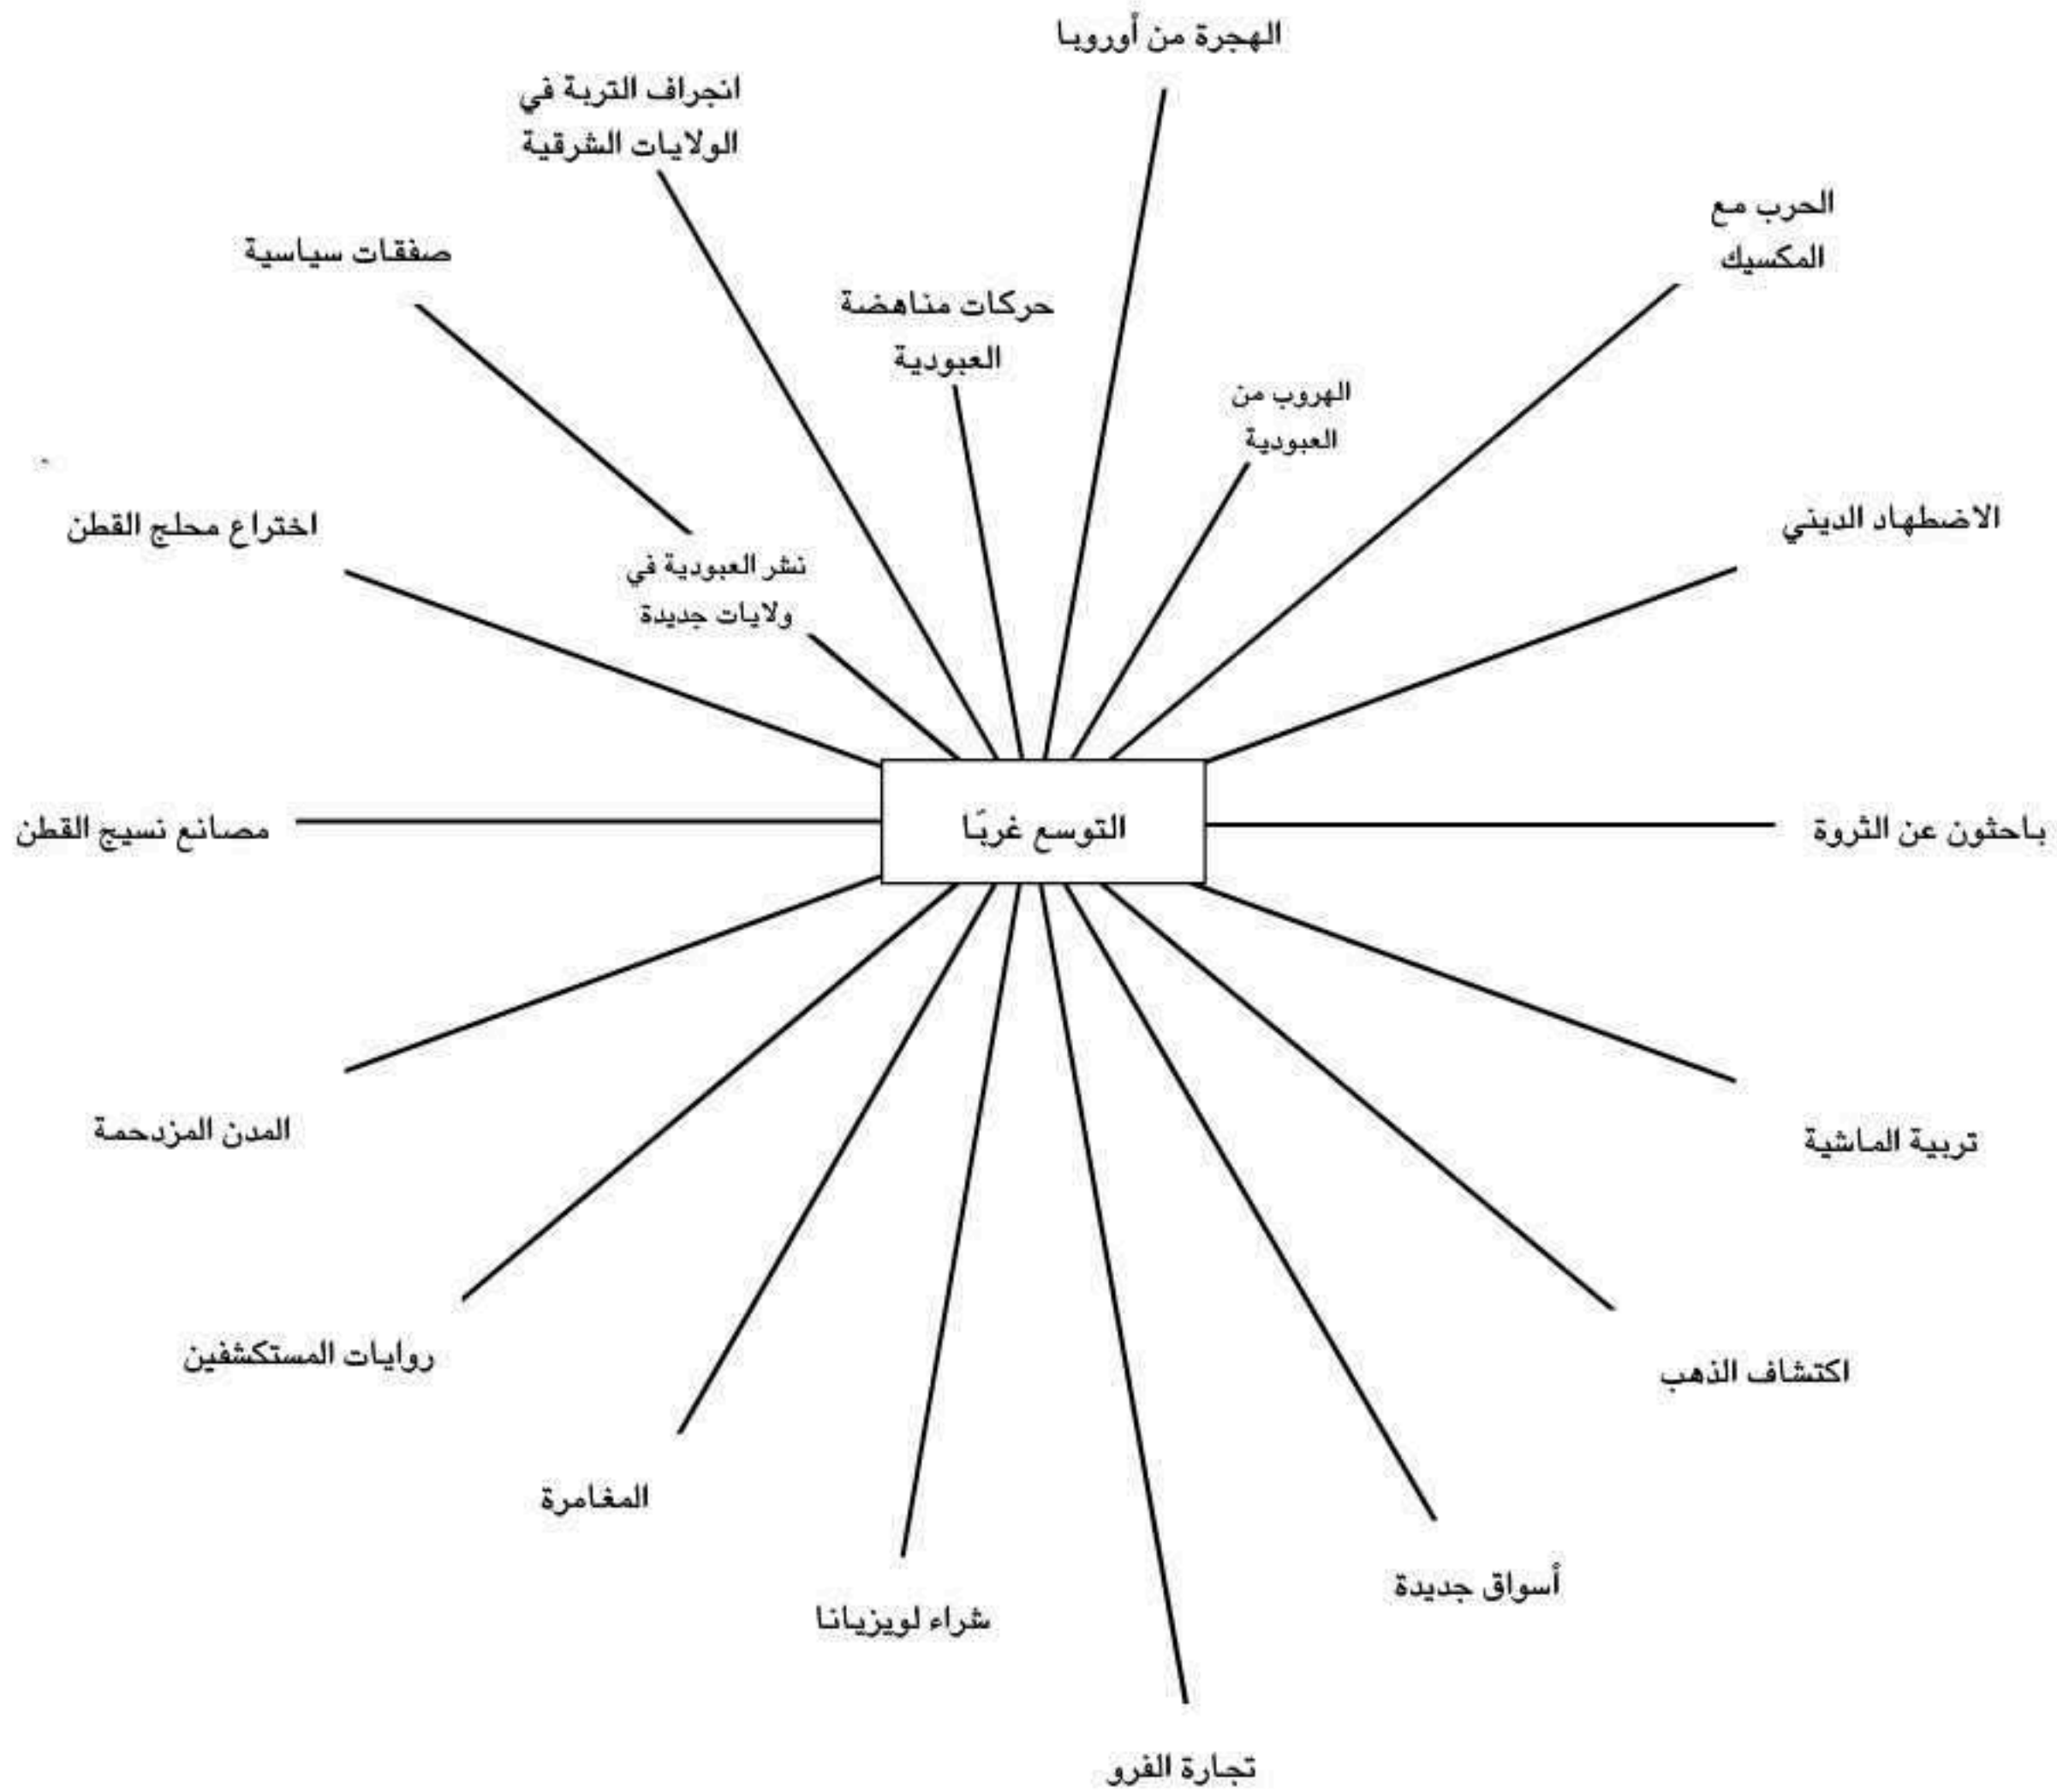 الهجرة من أوروبا
انجراف التربة في
الولايات الشرقية
الحرب مع
المكسيك
صفقات سياسية
حركات مناهضة
العبودية
الهروب من
العبودية
الاضطهاد الديني
اختراع محلج القطن
نشر العبودية في
ولايات جديدة
باحثون عن الثروة
التوسع غربًا
مصانع نسيج القطن
تربية الماشية
المدن المزدحمة
اكتشاف الذهب
روايات المستكشفين
المغامرة
أسواق جديدة
شراء لويزيانا
تجارة الفرو